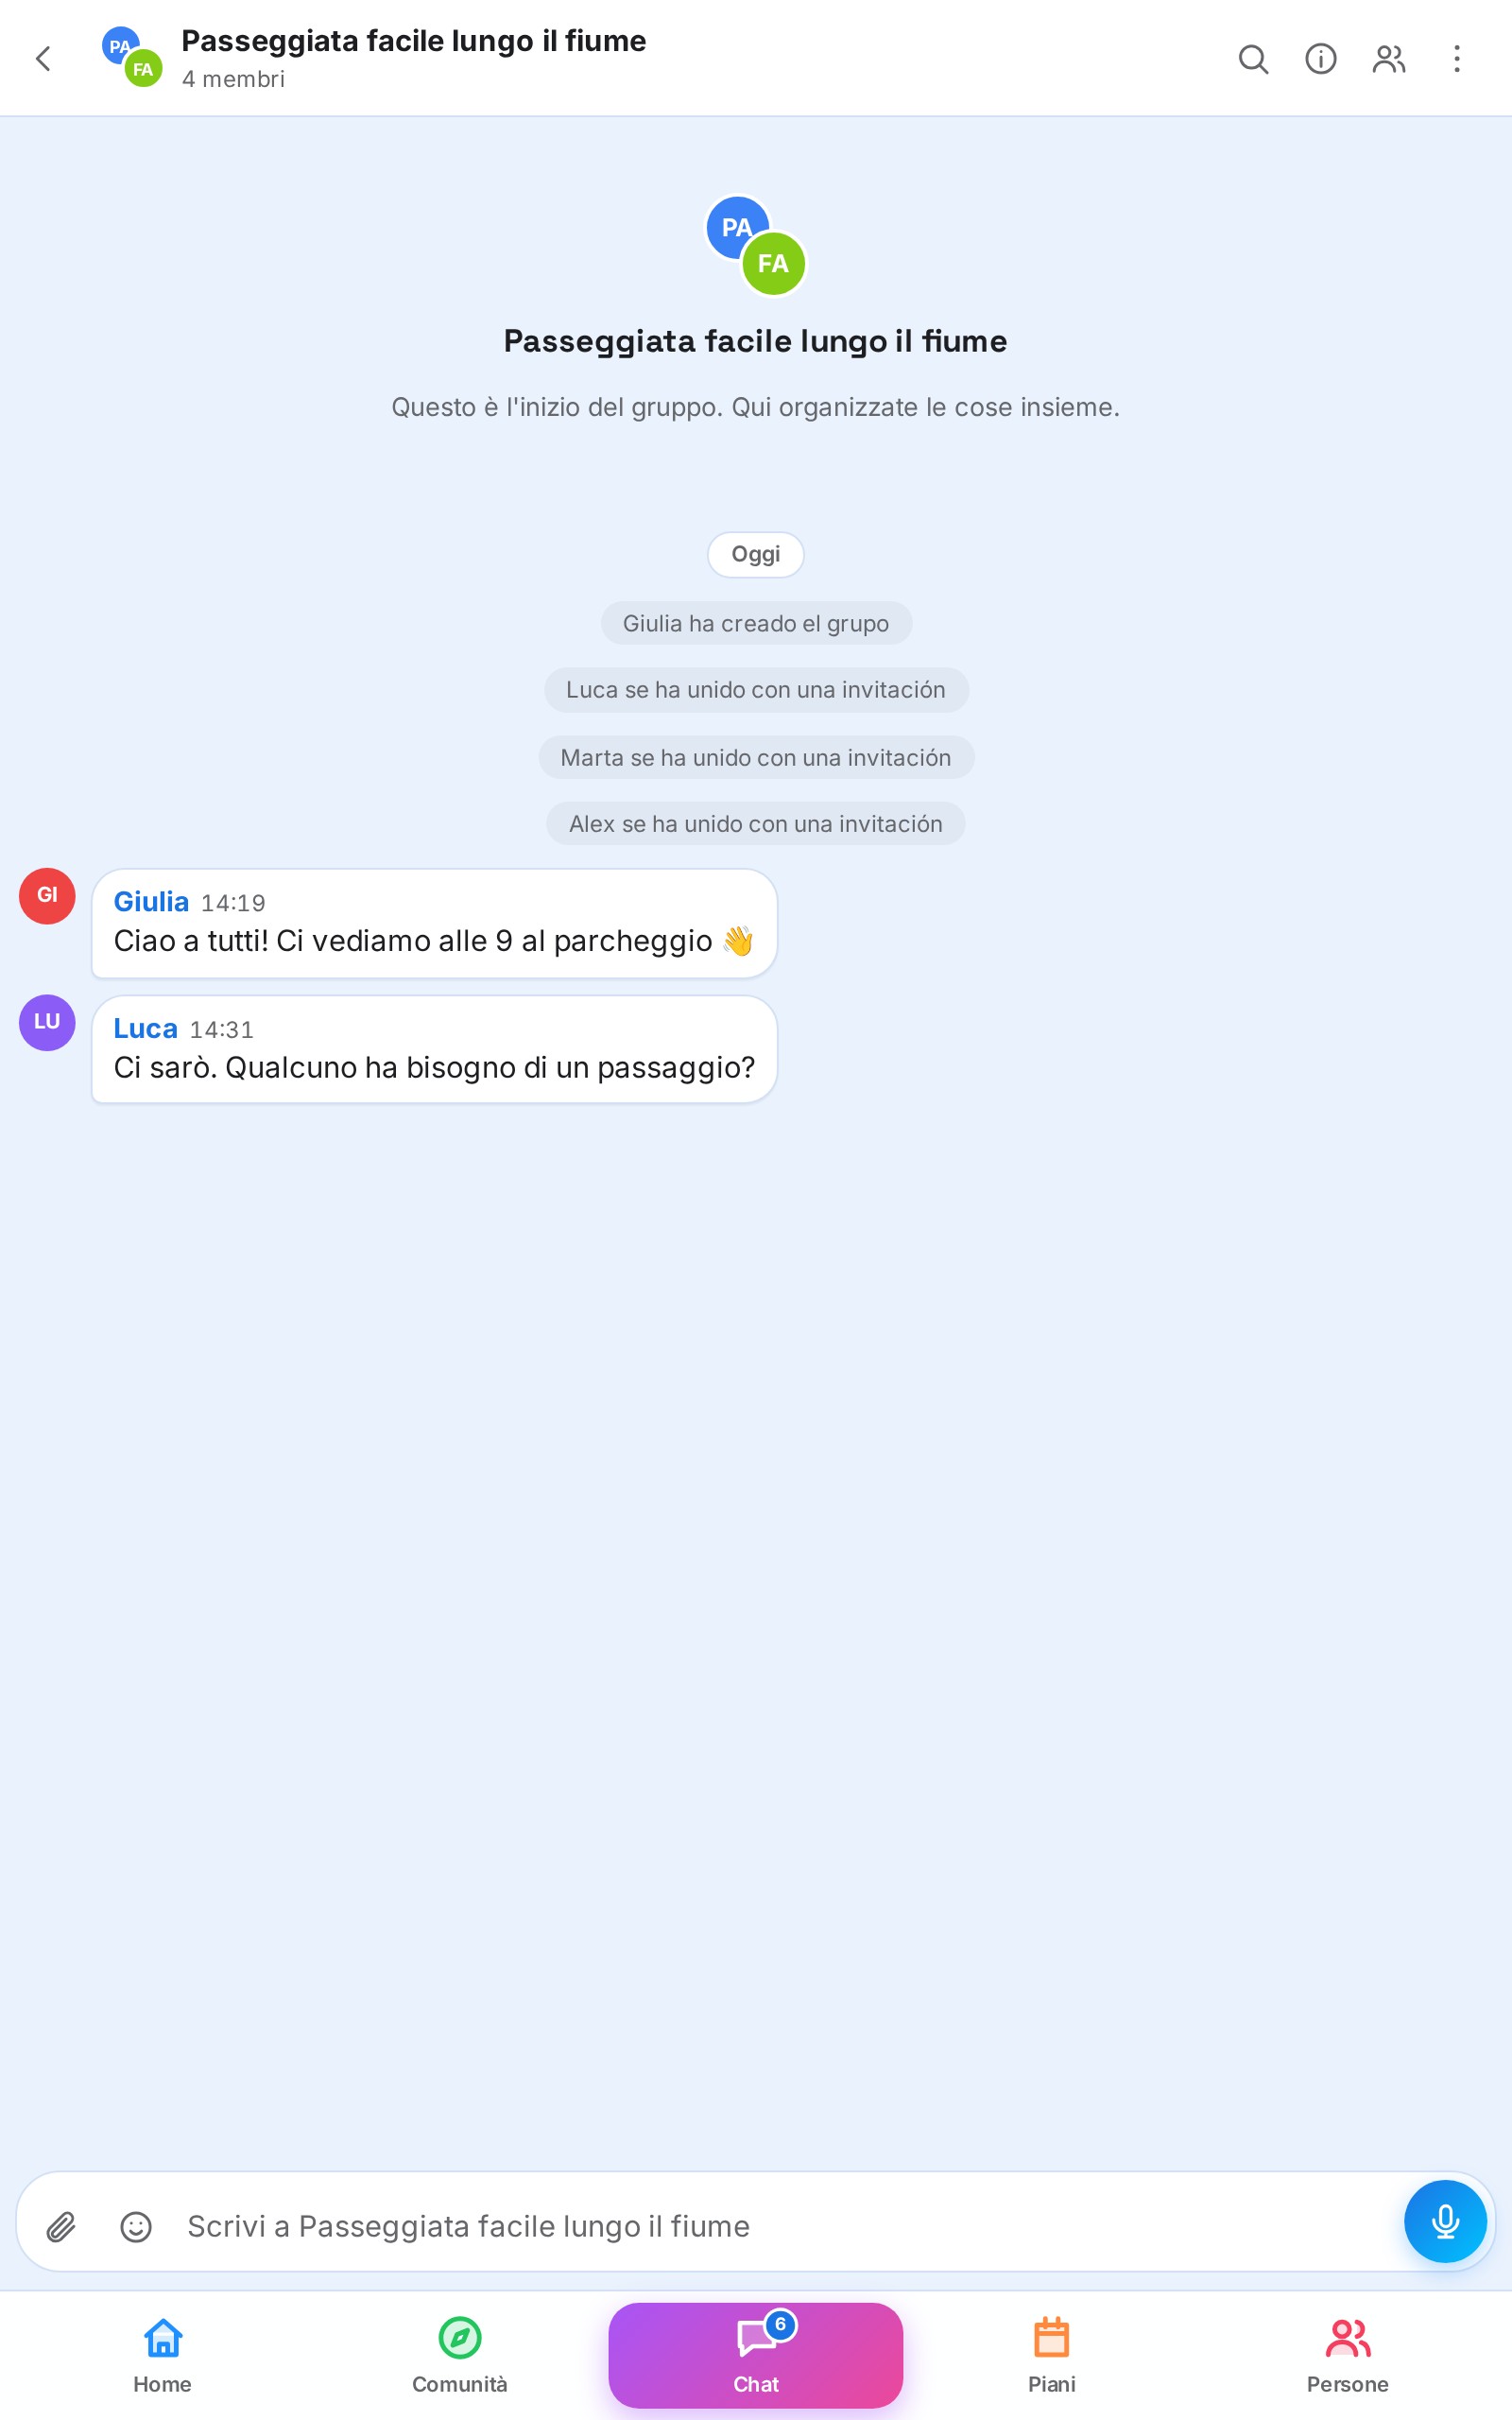 PA
FA
Passeggiata facile lungo il fiume
4 membri
PA
FA
Passeggiata facile lungo il fiume
Questo è l'inizio del gruppo. Qui organizzate le cose insieme.
Oggi
Giulia ha creado el grupo
Luca se ha unido con una invitación
Marta se ha unido con una invitación
Alex se ha unido con una invitación
GI
Giulia 14:19
Ciao a tutti! Ci vediamo alle 9 al parcheggio 👋
LU
Luca 14:31
Ci sarò. Qualcuno ha bisogno di un passaggio?
Scrivi a Passeggiata facile lungo il fiume
6
Home
Comunità
Chat
Piani
Persone